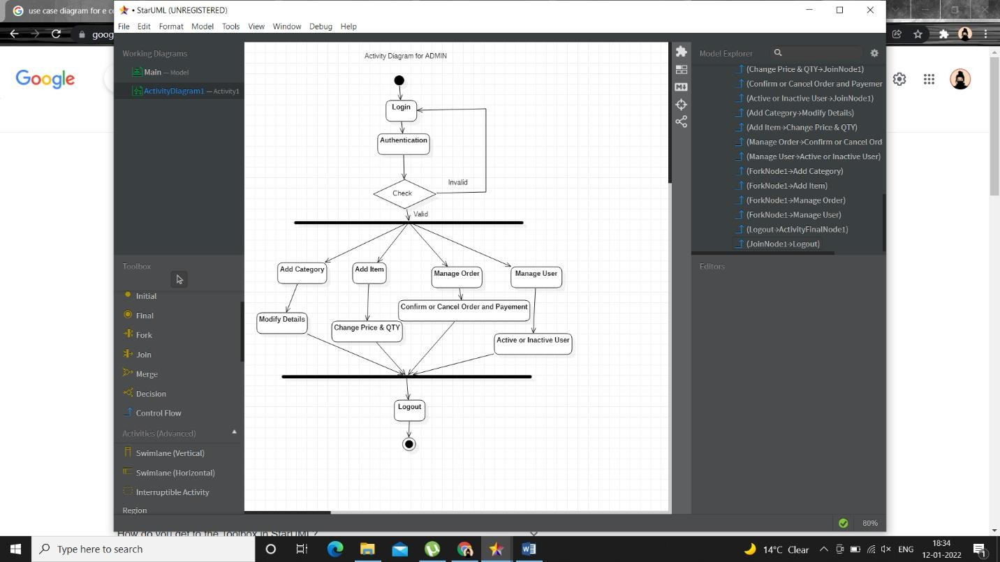 use case diagram for e co
• StarUML (UNREGISTERED)
File Edit Format Model Tools View Window Debug Help
goog
Google
Working Diagrams
Main — Model
ActivityDiagram1 — Activity1
Toolbox
Initial
Final
Fork
Join
Merge
Decision
Control Flow
Activities (Advanced)
Swimlane (Vertical)
Swimlane (Horizontal)
Interruptible Activity
Region
Activity Diagram for ADMIN
Login
Authentication
Check
Invalid
Valid
Add Category
Add Item
Manage Order
Manage User
Confirm or Cancel Order and Payement
Modify Details
Change Price & QTY
Active or Inactive User
Logout
M
Model Explorer
(Change Price & QTY→JoinNode1)
(Confirm or Cancel Order and Payemer
(Active or Inactive User→JoinNode1)
(Add Category→Modify Details)
(Add Item→Change Price & QTY)
(Manage Order→Confirm or Cancel Ord
(Manage User→Active or Inactive User)
(ForkNode1→Add Category)
(ForkNode1→Add Item)
(ForkNode1→Manage Order)
(ForkNode1→Manage User)
(Logout→ActivityFinalNode1)
(JoinNode1→Logout)
Editors
80%
How do you get to the Toolbox in StarUML?
Type here to search
14°C Clear
ENG
18:34
12-01-2022
1